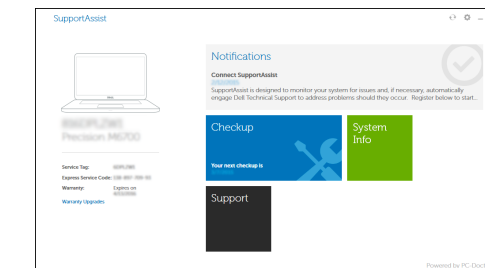 SupportAssist
Notifications
Connect SupportAssist
SupportAssist is designed to monitor your system for issues and, if necessary, automatically
engage Dell Technical Support to address problems should they occur. Register below to start...
Precision M6700
Checkup
System
Info
Your next checkup is
Service Tag:
Express Service Code:
Warranty: Expires on
Warranty Upgrades
Support
Powered by PC-Doct